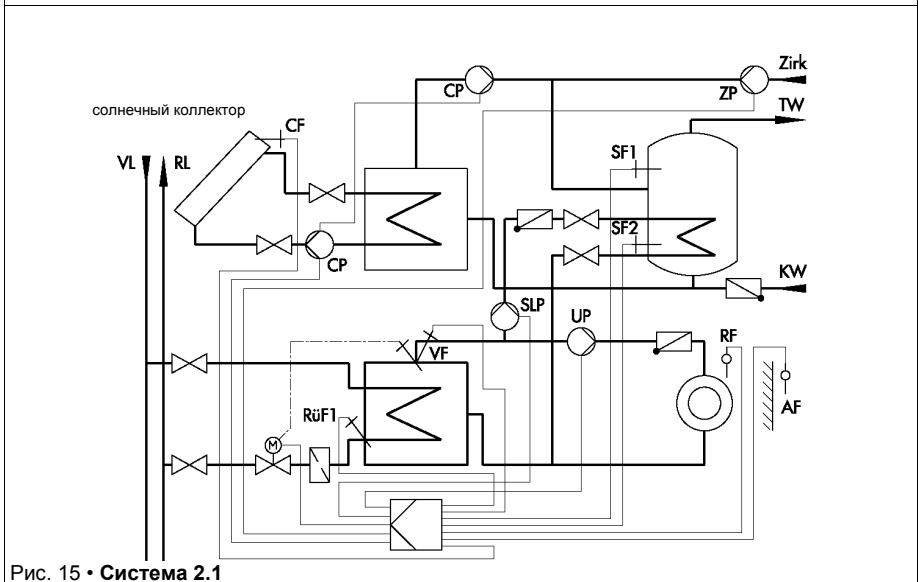 Zirk
CP
ZP
TW
солнечный коллектор
CF
SF1
VL
RL
SF2
CP
KW
SLP
UP
VF
RF
AF
RüF1
M
Рис. 15 • Система 2.1